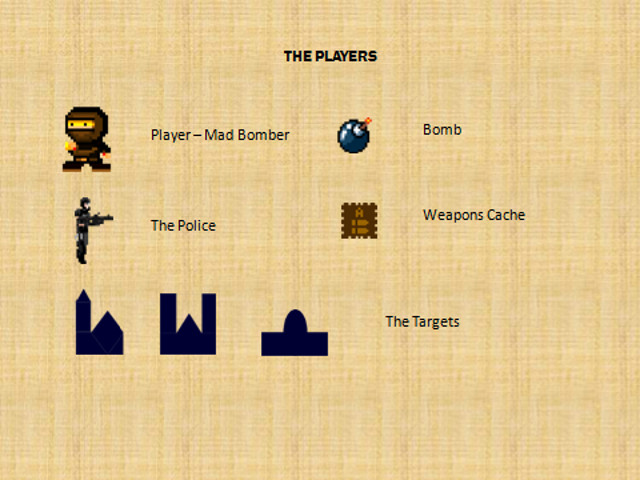 THE PLAYERS
Player – Mad Bomber
Bomb
The Police
Weapons Cache
The Targets